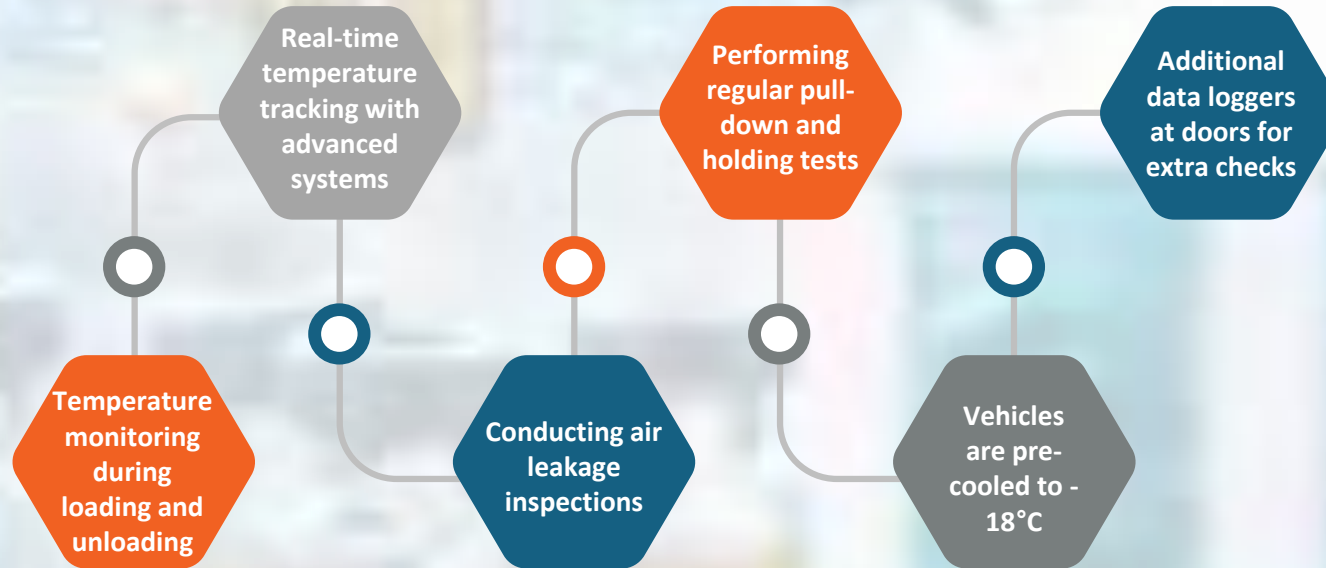 Temperature
monitoring
during
loading and
unloading
Real-time
temperature
tracking with
advanced
systems
Conducting air
leakage
inspections
Performing
regular pull-
down and
holding tests
Vehicles
are pre-
cooled to -
18°C
Additional
data loggers
at doors for
extra checks